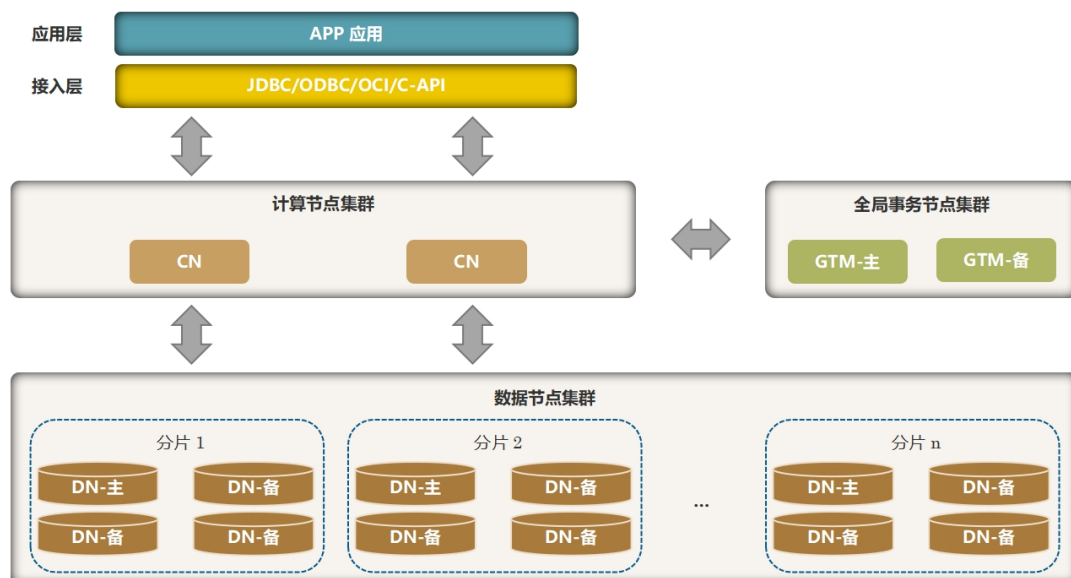 应用层
APP 应用
接入层
JDBC/ODBC/OCI/C-API
计算节点集群
CN
CN
全局事务节点集群
GTM-主
GTM-备
数据节点集群
分片 1
DN-主
DN-备
DN-备
DN-备
分片 2
DN-主
DN-备
DN-备
DN-备
...
分片 n
DN-主
DN-备
DN-备
DN-备